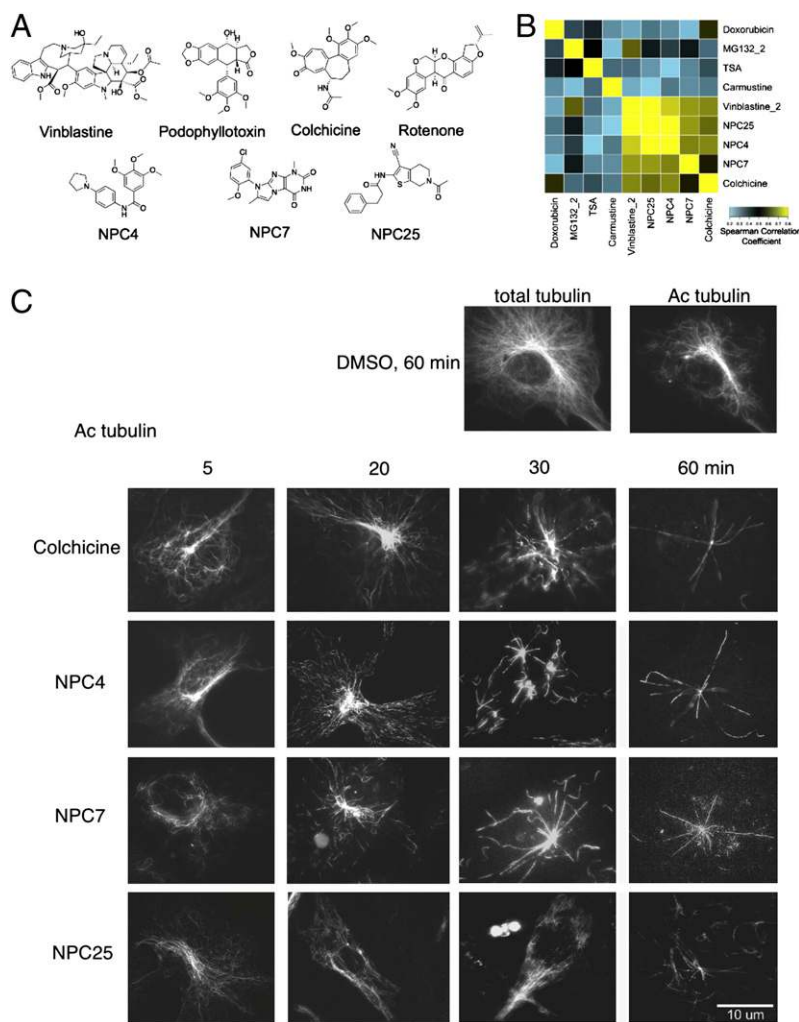 A
Vinblastine
Podophyllotoxin
Colchicine
Rotenone
NPC4
NPC7
NPC25
B
Doxorubicin
MG132_2
TSA
Carmustine
Vinblastine_2
NPC25
NPC4
NPC7
Colchicine
Doxorubicin
MG132_2
TSA
Carmustine
Vinblastine_2
NPC25
NPC4
NPC7
Colchicine
Spearman Correlation
Coefficient
C
total tubulin
Ac tubulin
DMSO, 60 min
Ac tubulin
5
20
30
60 min
Colchicine
NPC4
NPC7
NPC25
10 um